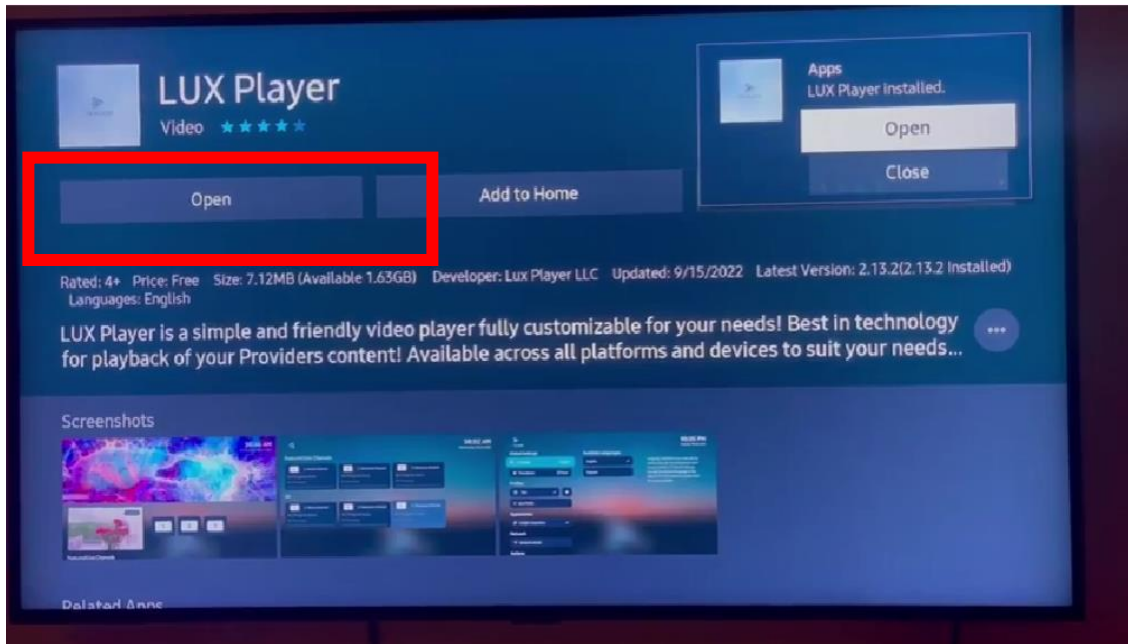 LUX Player
Video
Open
Add to Home
Apps
LUX Player installed.
Open
Close
Rated: 4+ Price: Free Size: 7.12MB (Available 1.63GB) Developer: Lux Player LLC Updated: 9/15/2022 Latest Version: 2.13.2(2.13.2 Installed)
Languages: English
LUX Player is a simple and friendly video player fully customizable for your needs! Best in technology
for playback of your Providers content! Available across all platforms and devices to suit your needs...
Screenshots
Related Apps